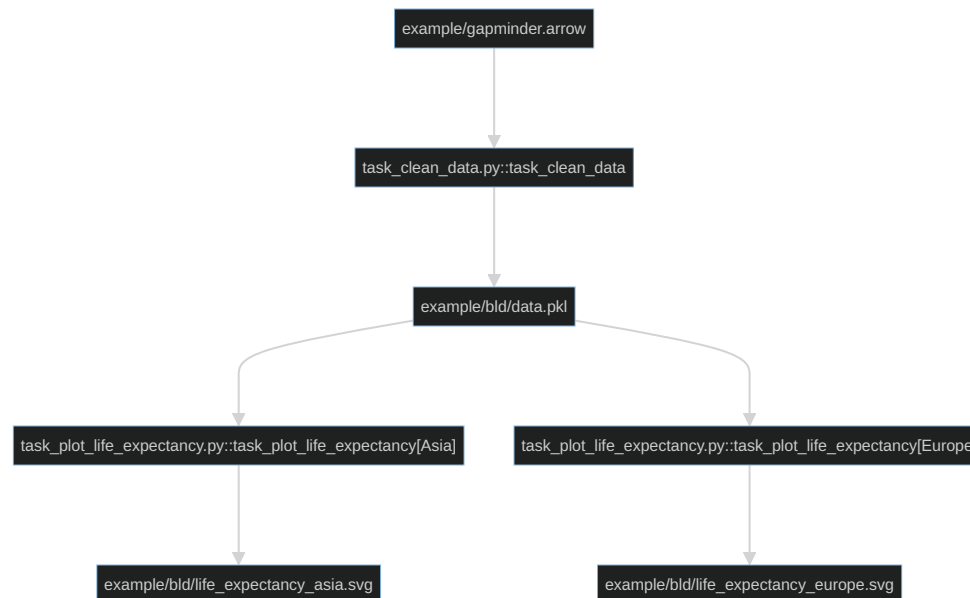 example/gapminder.arrow
task_clean_data.py::task_clean_data
example/bld/data.pkl
task_plot_life_expectancy.py::task_plot_life_expectancy[Asia]
task_plot_life_expectancy.py::task_plot_life_expectancy[Europe
example/bld/life_expectancy_asia.svg
example/bld/life_expectancy_europe.svg